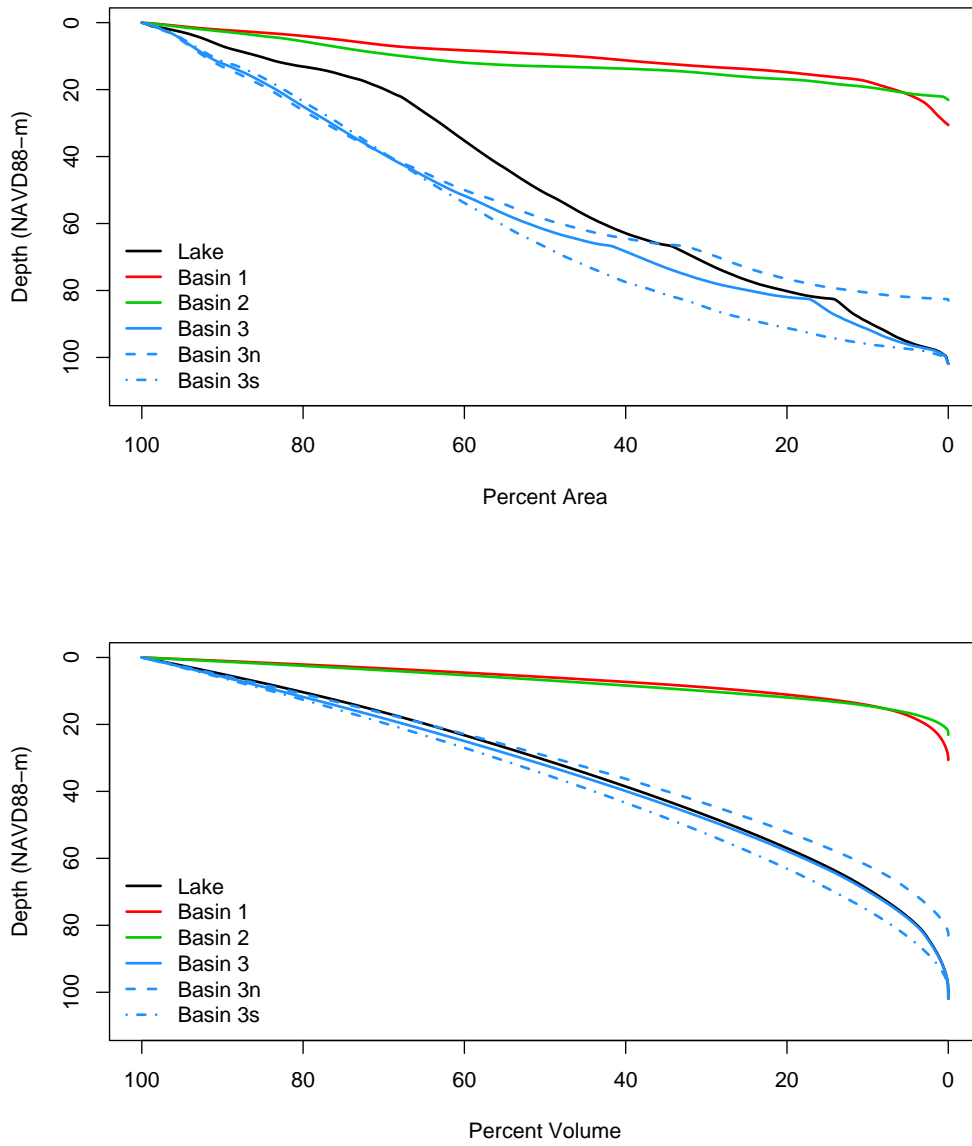 0
20
40
60
80
100
Depth (NAVD88−m)
Lake
Basin 1
Basin 2
Basin 3
Basin 3n
Basin 3s
100 80 60 40 20 0
Percent Area
0
20
40
60
80
100
Depth (NAVD88−m)
Lake
Basin 1
Basin 2
Basin 3
Basin 3n
Basin 3s
100 80 60 40 20 0
Percent Volume